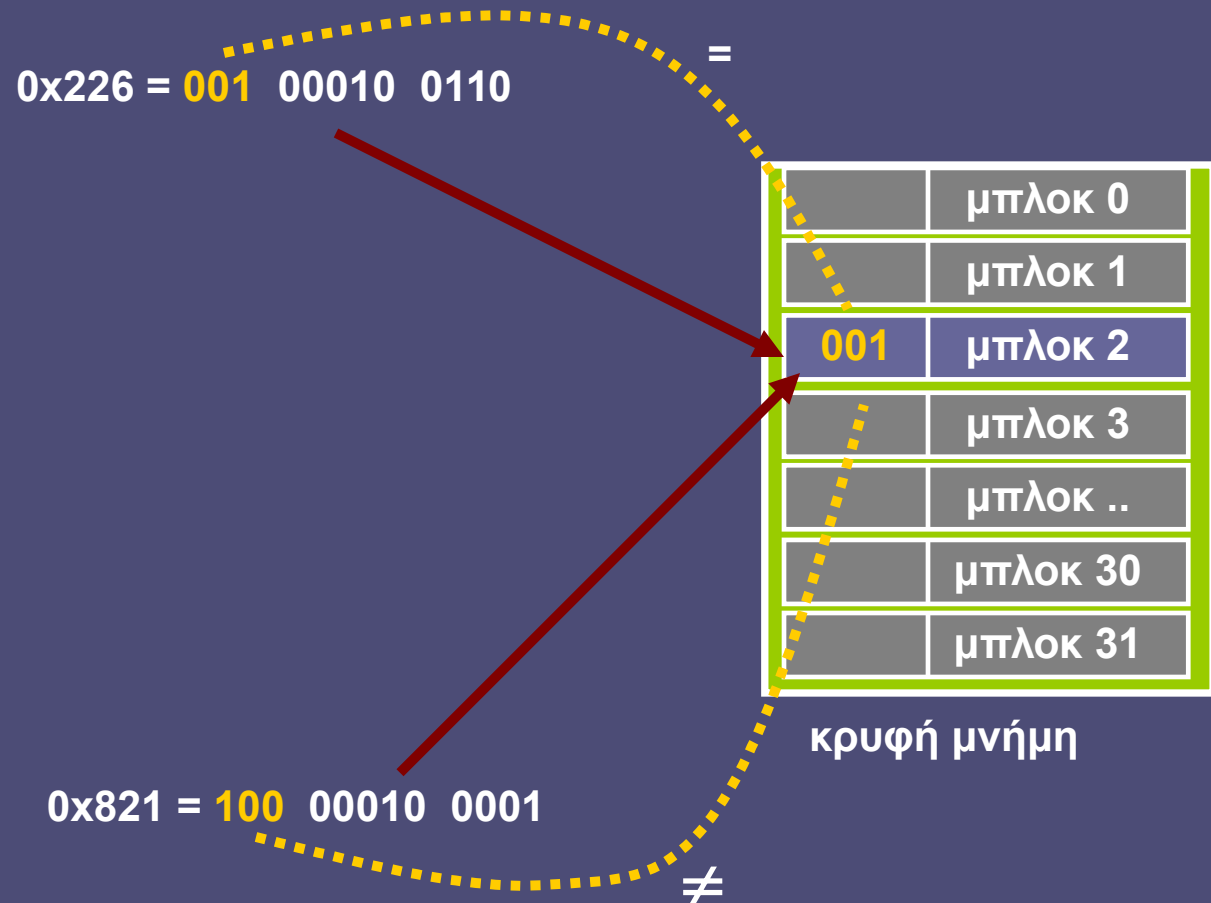 =
0x226 = 001 00010 0110
μπλοκ 0
μπλοκ 1
001 μπλοκ 2
μπλοκ 3
μπλοκ ..
μπλοκ 30
μπλοκ 31
κρυφή μνήμη
0x821 = 100 00010 0001
≠